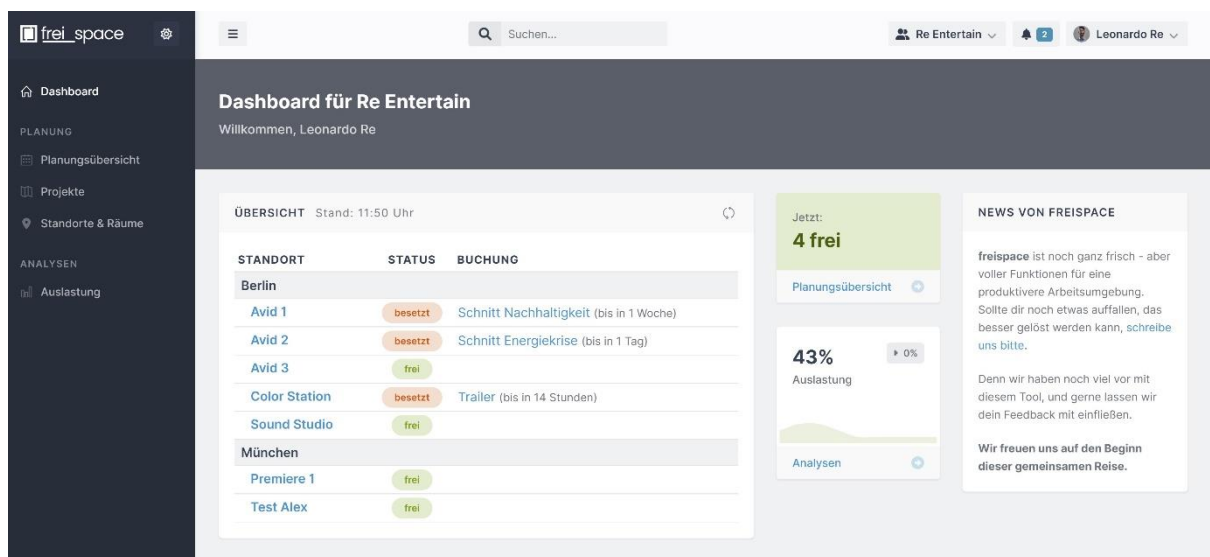 frei_space
Suchen...
Re Entertain
2
Leonardo Re
Dashboard
PLANUNG
Planungsübersicht
Projekte
Standorte & Räume
ANALYSEN
Auslastung
Dashboard für Re Entertain
Willkommen, Leonardo Re
ÜBERSICHT Stand: 11:50 Uhr
STANDORT STATUS BUCHUNG
Berlin
Avid 1 besetzt Schnitt Nachhaltigkeit (bis in 1 Woche)
Avid 2 besetzt Schnitt Energiekrise (bis in 1 Tag)
Avid 3 frei
Color Station besetzt Trailer (bis in 14 Stunden)
Sound Studio frei
München
Premiere 1 frei
Test Alex frei
Jetzt:
4 frei
Planungsübersicht
43%
0%
Auslastung
Analysen
NEWS VON FREISPACE
freispace ist noch ganz frisch - aber
voller Funktionen für eine
produktivere Arbeitsumgebung.
Sollte dir noch etwas auffallen, das
besser gelöst werden kann, schreibe
uns bitte.
Denn wir haben noch viel vor mit
diesem Tool, und gerne lassen wir
dein Feedback mit einfließen.
Wir freuen uns auf den Beginn
dieser gemeinsamen Reise.